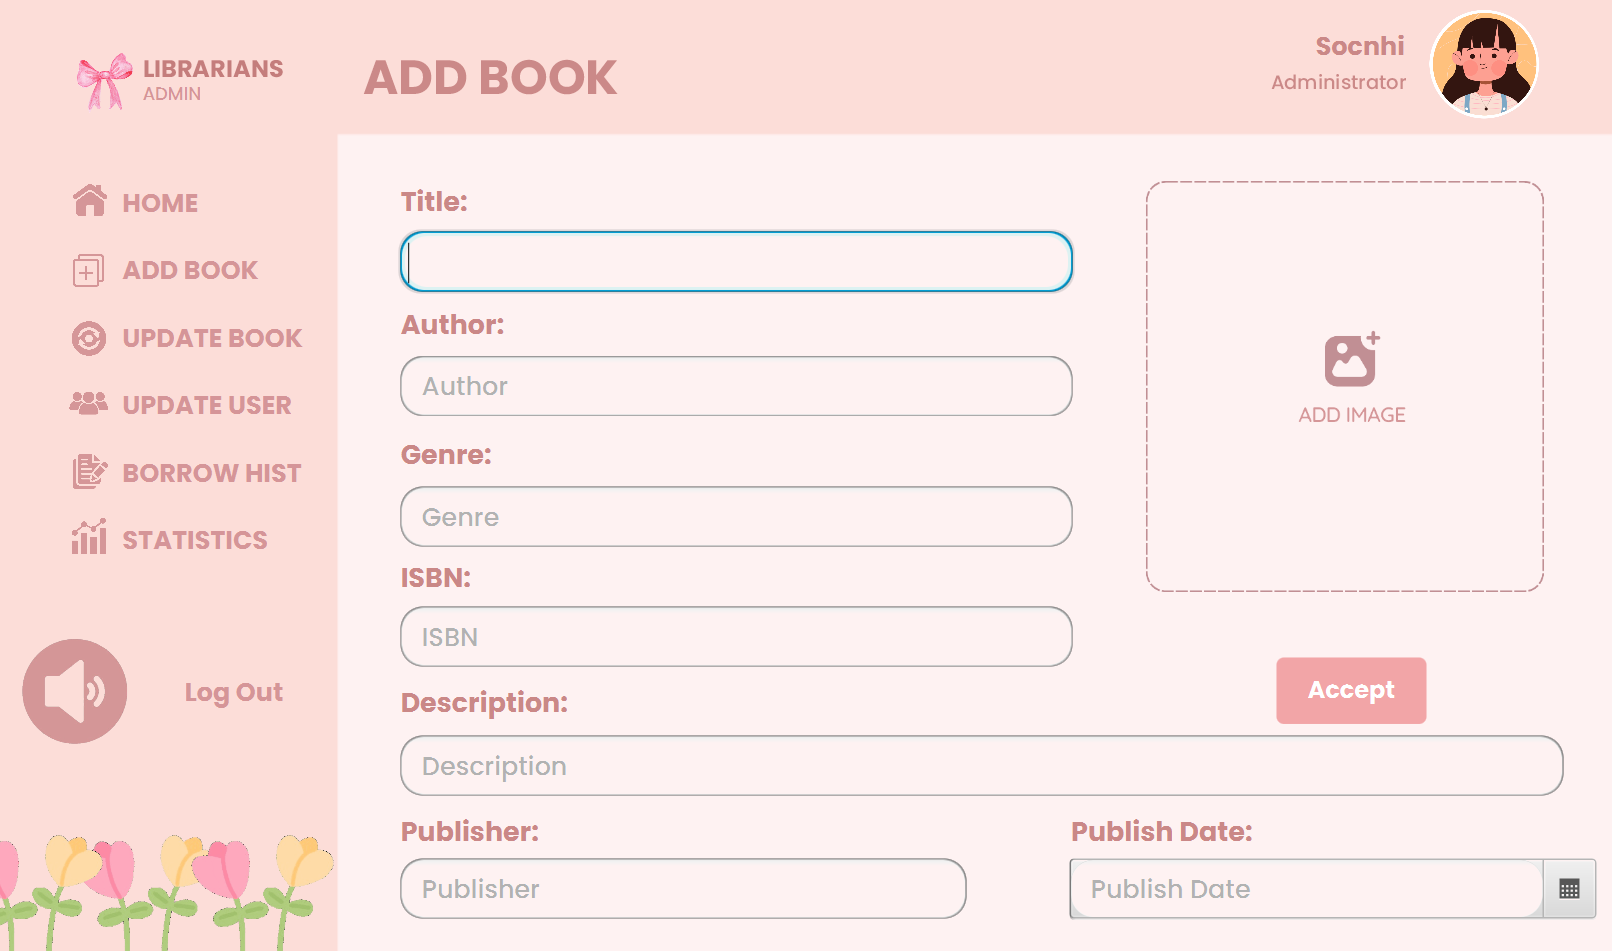 LIBRARIANS
ADMIN
ADD BOOK
Socnhi
Administrator
HOME
ADD BOOK
UPDATE BOOK
UPDATE USER
BORROW HIST
STATISTICS
Log Out
Title:
Author:
Author
Genre:
Genre
ISBN:
ISBN
ADD IMAGE
Accept
Description:
Description
Publisher:
Publisher
Publish Date:
Publish Date